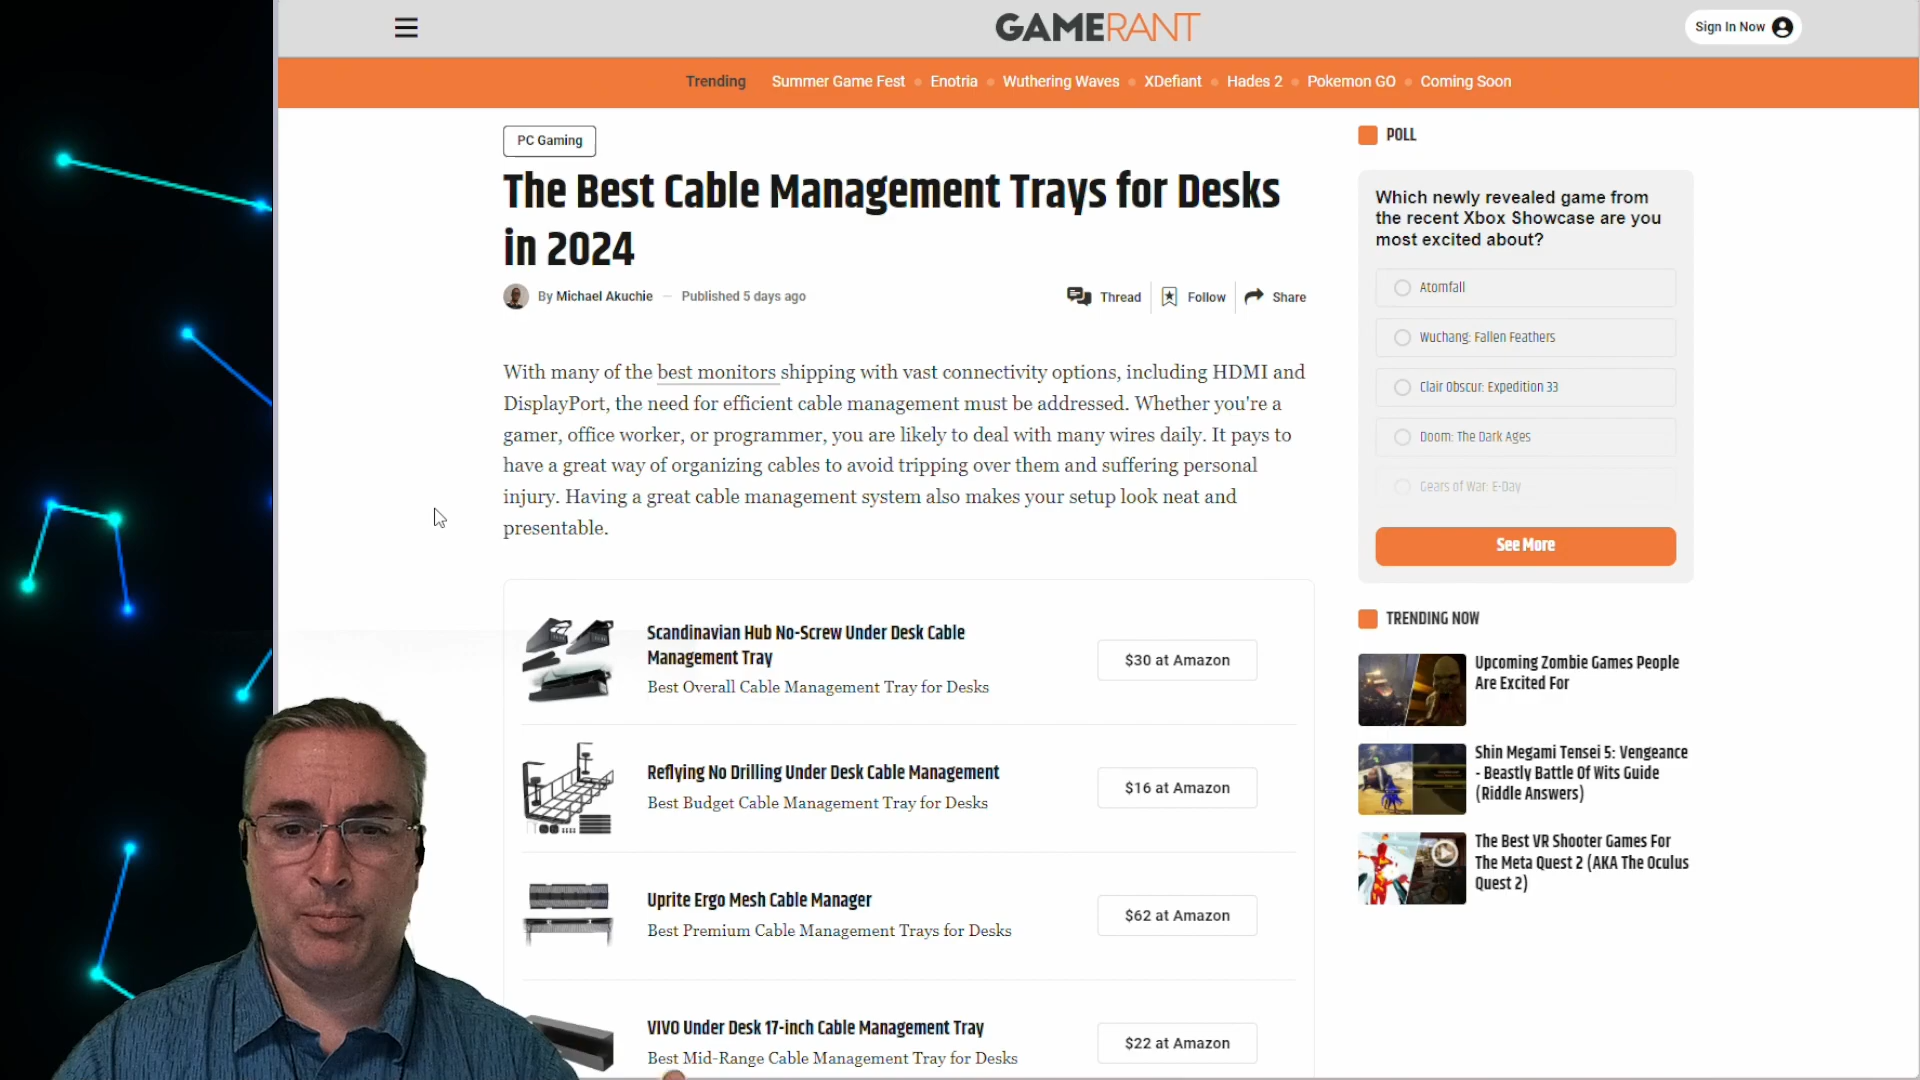 GAMERANT
Sign In Now
Trending Summer Game Fest Enotria Wuthering Waves XDefiant Hades 2 Pokemon GO Coming Soon
PC Gaming
The Best Cable Management Trays for Desks
in 2024
By Michael Akuchie — Published 5 days ago
Thread Follow Share
With many of the best monitors shipping with vast connectivity options, including HDMI and
DisplayPort, the need for efficient cable management must be addressed. Whether you're a
gamer, office worker, or programmer, you are likely to deal with many wires daily. It pays to
have a great way of organizing cables to avoid tripping over them and suffering personal
injury. Having a great cable management system also makes your setup look neat and
presentable.
Scandinavian Hub No-Screw Under Desk Cable
Management Tray
Best Overall Cable Management Tray for Desks
$30 at Amazon
Reflying No Drilling Under Desk Cable Management
Best Budget Cable Management Tray for Desks
$16 at Amazon
Uprite Ergo Mesh Cable Manager
Best Premium Cable Management Trays for Desks
$62 at Amazon
VIVO Under Desk 17-inch Cable Management Tray
Best Mid-Range Cable Management Tray for Desks
$22 at Amazon
POLL
Which newly revealed game from
the recent Xbox Showcase are you
most excited about?
Atomfall
Wuchang: Fallen Feathers
Clair Obscur: Expedition 33
Doom: The Dark Ages
Gears of War: E-Day
See More
TRENDING NOW
Upcoming Zombie Games People
Are Excited For
Shin Megami Tensei 5: Vengeance
- Beastly Battle Of Wits Guide
(Riddle Answers)
The Best VR Shooter Games For
The Meta Quest 2 (AKA The Oculus
Quest 2)